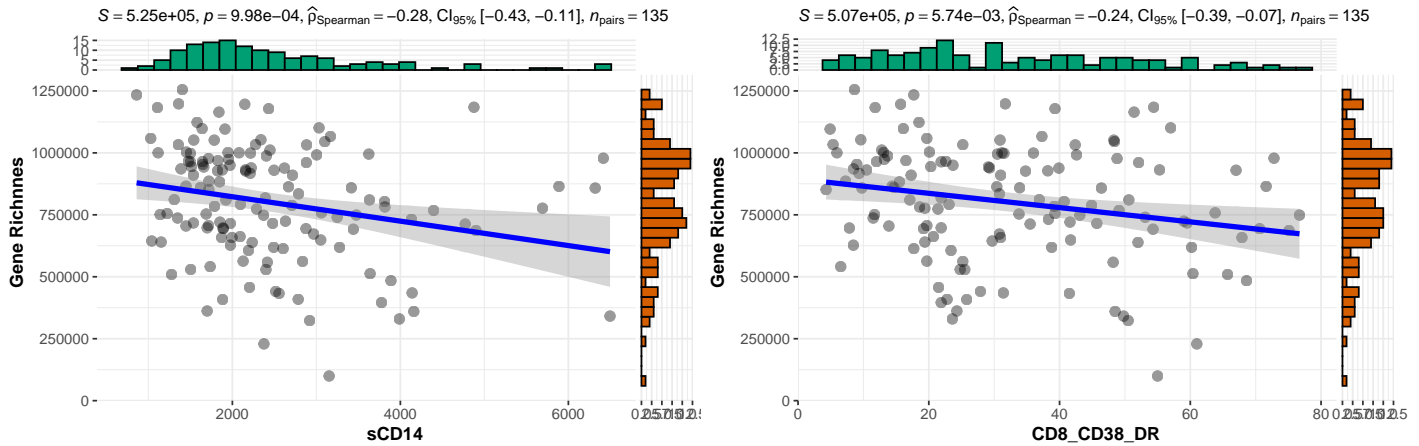 S = 5.25e+05, p = 9.98e−04, ρ̂Spearman = −0.28, CI95% [−0.43, −0.11], npairs = 135
15
10
5
0
1250000
1000000
750000
500000
250000
0
Gene Richnnes
2000 4000 6000
sCD14
S = 5.07e+05, p = 5.74e−03, ρ̂Spearman = −0.24, CI95% [−0.39, −0.07], npairs = 135
12.5
0.0
1250000
1000000
750000
500000
250000
0
Gene Richnnes
0 20 40 60 80
CD8_CD38_DR